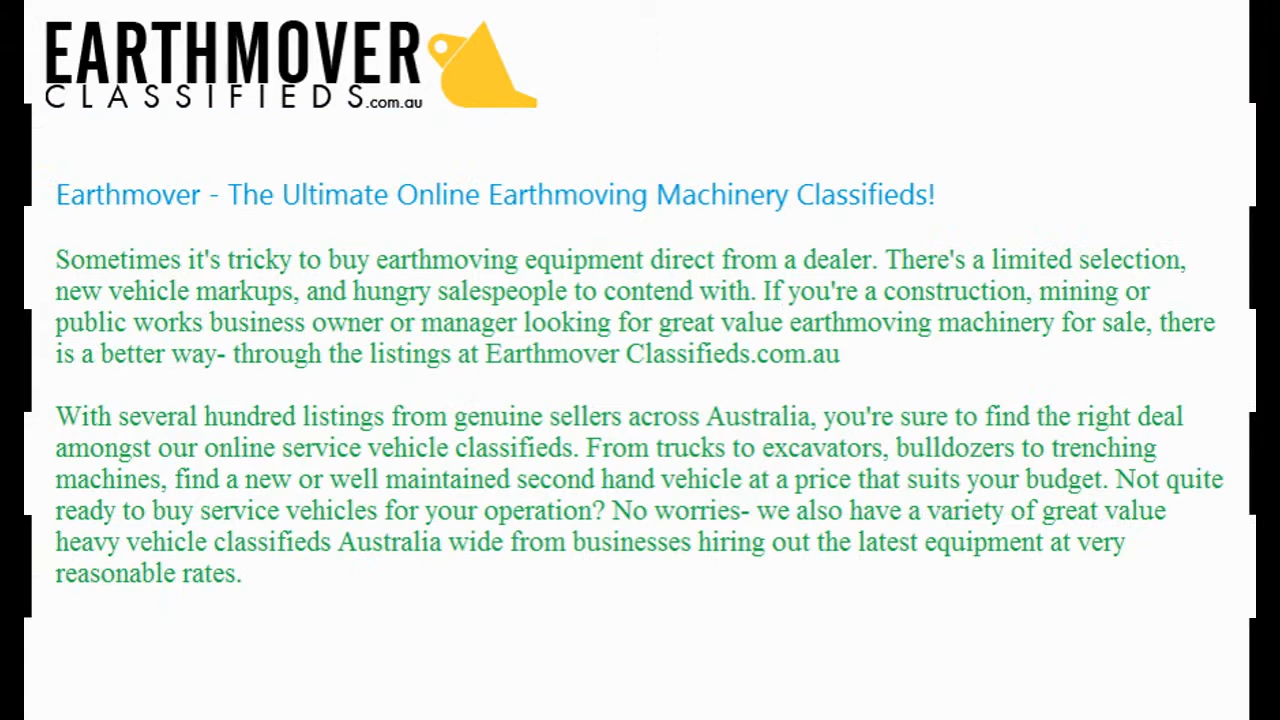 EARTHMOVER
CLASSIFIEDS.com.au
Earthmover - The Ultimate Online Earthmoving Machinery Classifieds!
Sometimes it's tricky to buy earthmoving equipment direct from a dealer. There's a limited selection,
new vehicle markups, and hungry salespeople to contend with. If you're a construction, mining or
public works business owner or manager looking for great value earthmoving machinery for sale, there
is a better way- through the listings at Earthmover Classifieds.com.au
With several hundred listings from genuine sellers across Australia, you're sure to find the right deal
amongst our online service vehicle classifieds. From trucks to excavators, bulldozers to trenching
machines, find a new or well maintained second hand vehicle at a price that suits your budget. Not quite
ready to buy service vehicles for your operation? No worries- we also have a variety of great value
heavy vehicle classifieds Australia wide from businesses hiring out the latest equipment at very
reasonable rates.